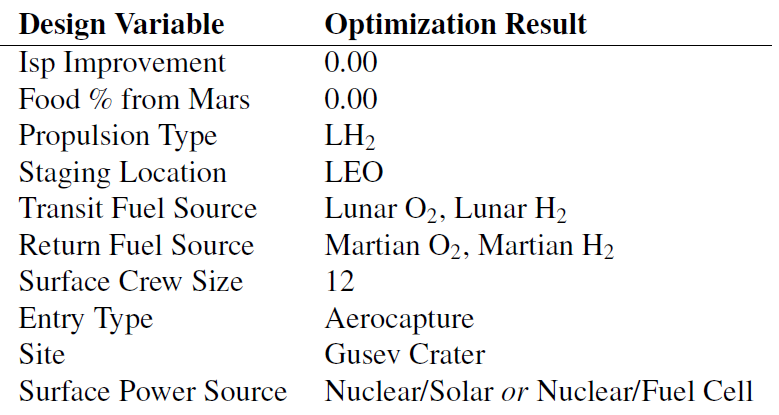 Design Variable Optimization Result
Isp Improvement 0.00
Food % from Mars 0.00
Propulsion Type LH₂
Staging Location LEO
Transit Fuel Source Lunar O₂, Lunar H₂
Return Fuel Source Martian O₂, Martian H₂
Surface Crew Size 12
Entry Type Aerocapture
Site Gusev Crater
Surface Power Source Nuclear/Solar or Nuclear/Fuel Cell